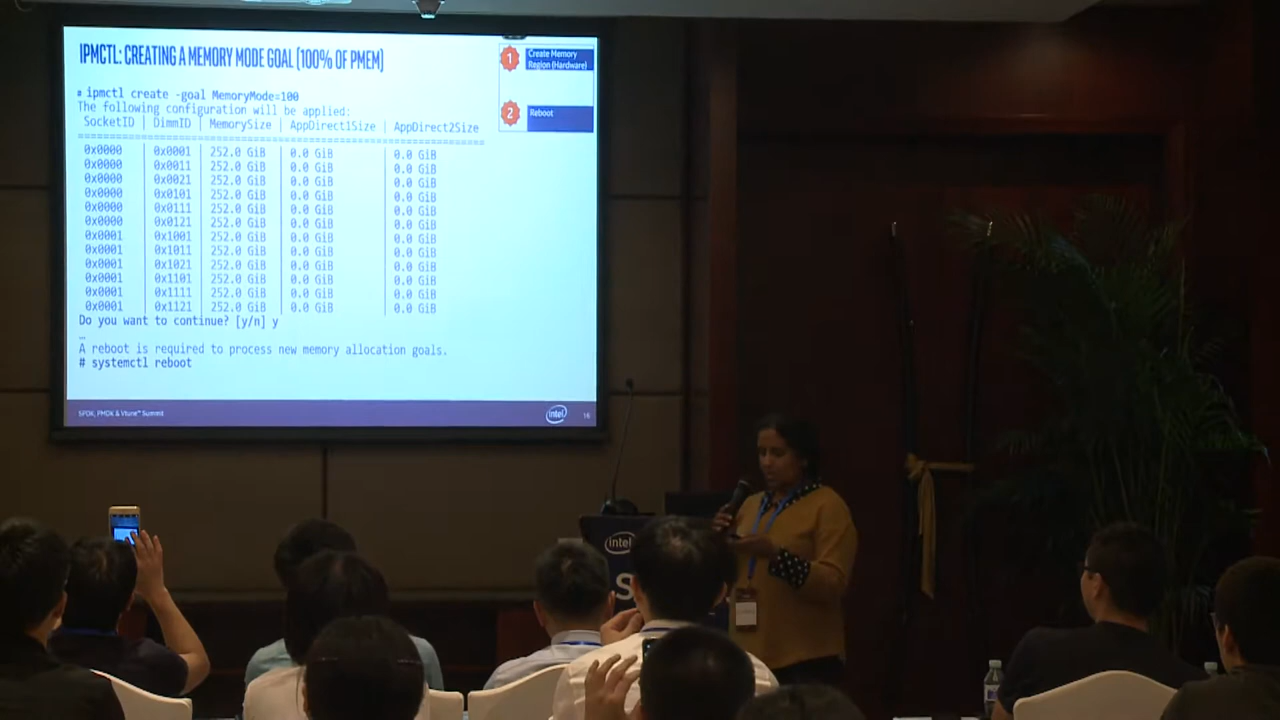 IPMCTL: CREATING A MEMORY MODE GOAL (100% OF PMEM)
1 Create Memory
Region (Hardware)
2 Reboot
# ipmctl create -goal MemoryMode=100
The following configuration will be applied:
SocketID | DimmID | MemorySize | AppDirect1Size | AppDirect2Size
0x0000 | 0x0001 | 252.0 GiB | 0.0 GiB | 0.0 GiB
0x0000 | 0x0011 | 252.0 GiB | 0.0 GiB | 0.0 GiB
0x0000 | 0x0021 | 252.0 GiB | 0.0 GiB | 0.0 GiB
0x0000 | 0x0101 | 252.0 GiB | 0.0 GiB | 0.0 GiB
0x0000 | 0x0111 | 252.0 GiB | 0.0 GiB | 0.0 GiB
0x0000 | 0x0121 | 252.0 GiB | 0.0 GiB | 0.0 GiB
0x0001 | 0x1001 | 252.0 GiB | 0.0 GiB | 0.0 GiB
0x0001 | 0x1011 | 252.0 GiB | 0.0 GiB | 0.0 GiB
0x0001 | 0x1021 | 252.0 GiB | 0.0 GiB | 0.0 GiB
0x0001 | 0x1101 | 252.0 GiB | 0.0 GiB | 0.0 GiB
0x0001 | 0x1111 | 252.0 GiB | 0.0 GiB | 0.0 GiB
0x0001 | 0x1121 | 252.0 GiB | 0.0 GiB | 0.0 GiB
Do you want to continue? [y/n] y
…
A reboot is required to process new memory allocation goals.
# systemctl reboot
SPDK, PMDK & Vtune™ Summit
intel
16
intel
S